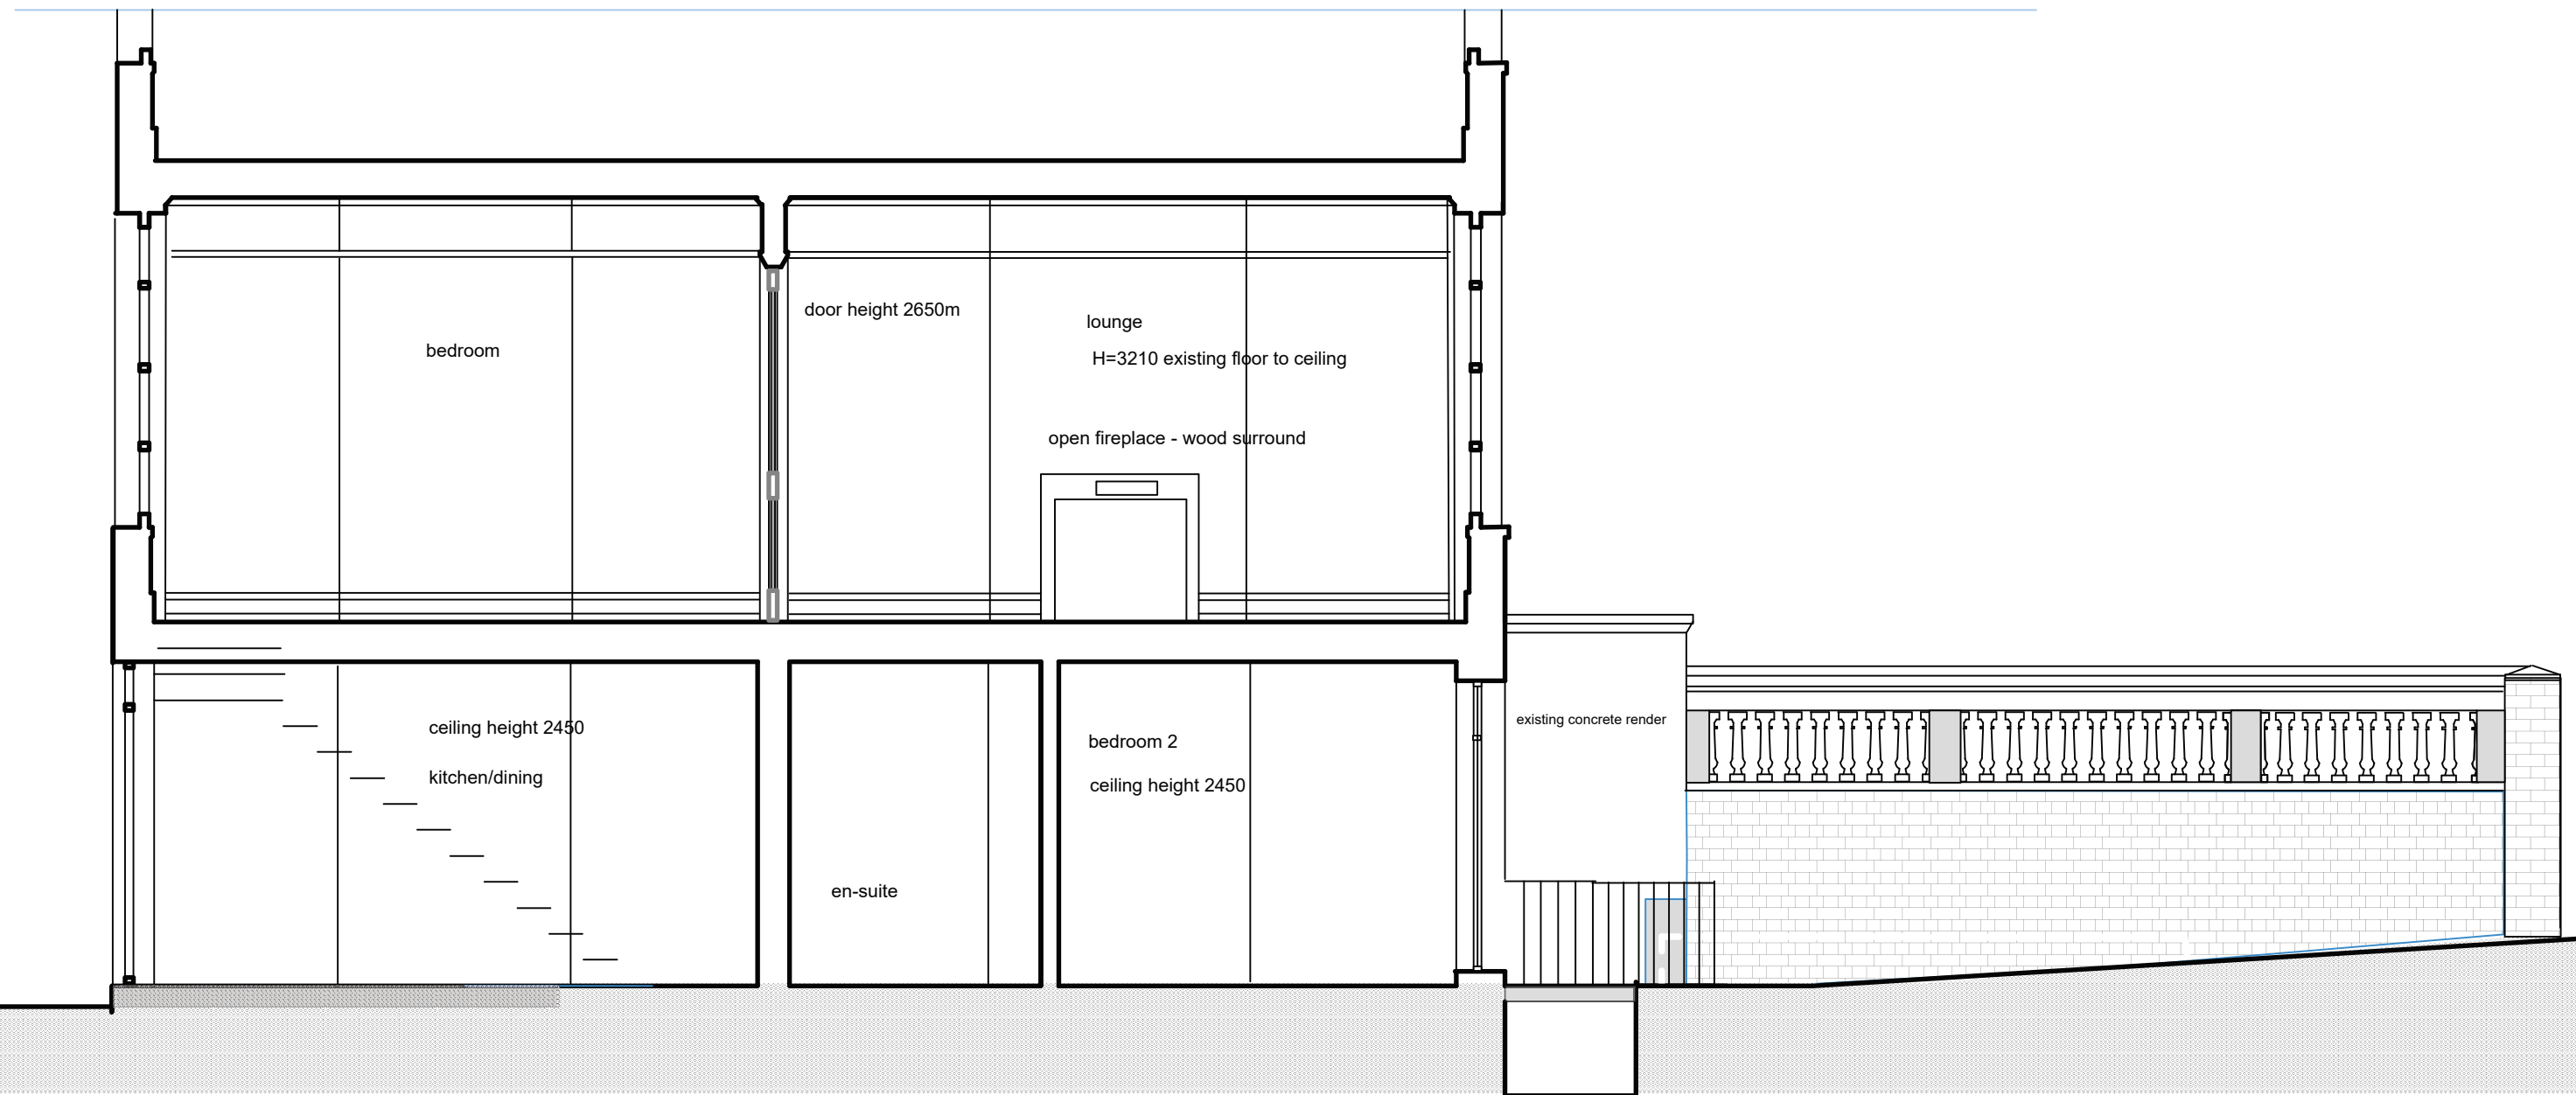 door height 2650m
lounge
bedroom
H=3210 existing floor to ceiling
open fireplace - wood surround
ceiling height 2450
kitchen/dining
en-suite
bedroom 2
ceiling height 2450
existing concrete render